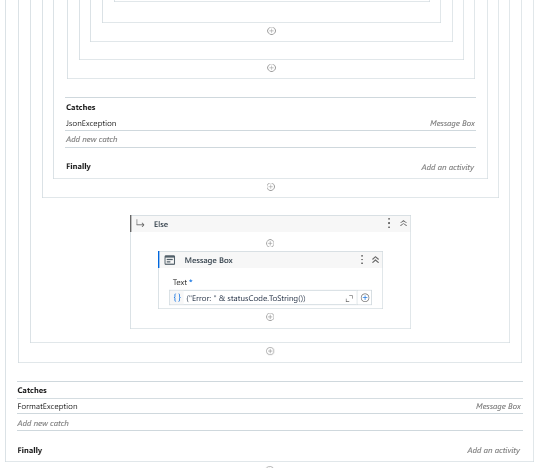 Catches
JsonException Message Box
Add new catch
Finally Add an activity
Else
Message Box
Text *
{ } ("Error: " & statusCode.ToString())
Catches
FormatException Message Box
Add new catch
Finally Add an activity